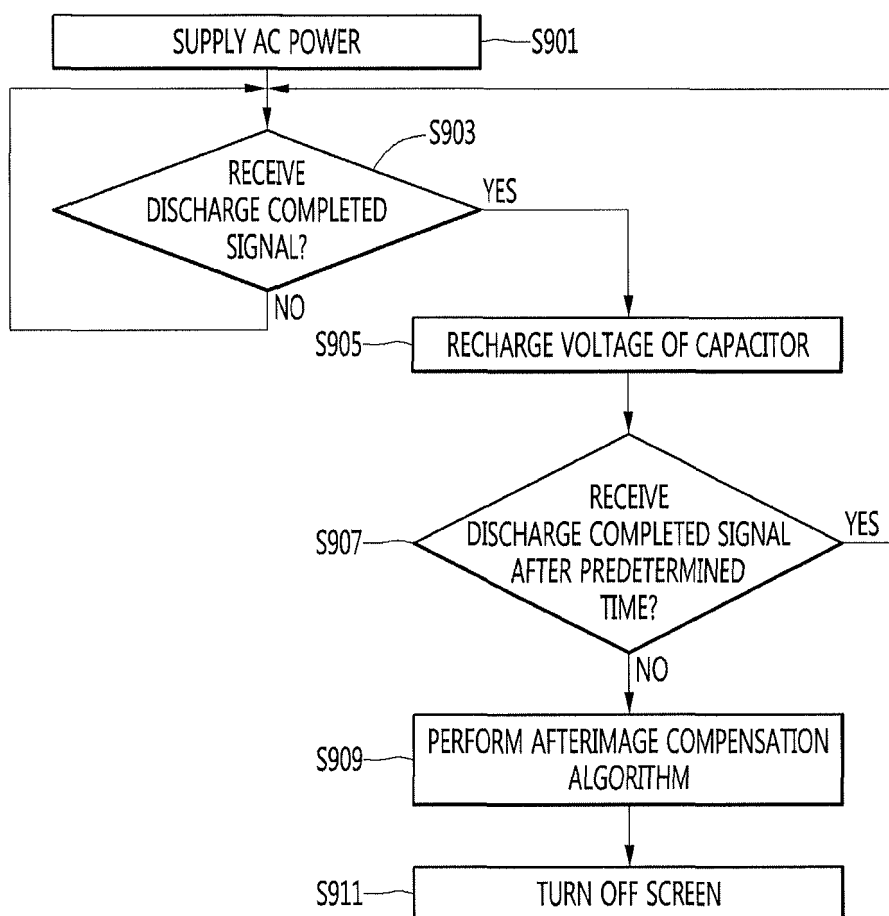 SUPPLY AC POWER
S901
S903
RECEIVE
DISCHARGE COMPLETED
SIGNAL?
YES
NO
S905
RECHARGE VOLTAGE OF CAPACITOR
S907
RECEIVE
DISCHARGE COMPLETED SIGNAL
AFTER PREDETERMINED
TIME?
YES
NO
S909
PERFORM AFTERIMAGE COMPENSATION
ALGORITHM
S911
TURN OFF SCREEN